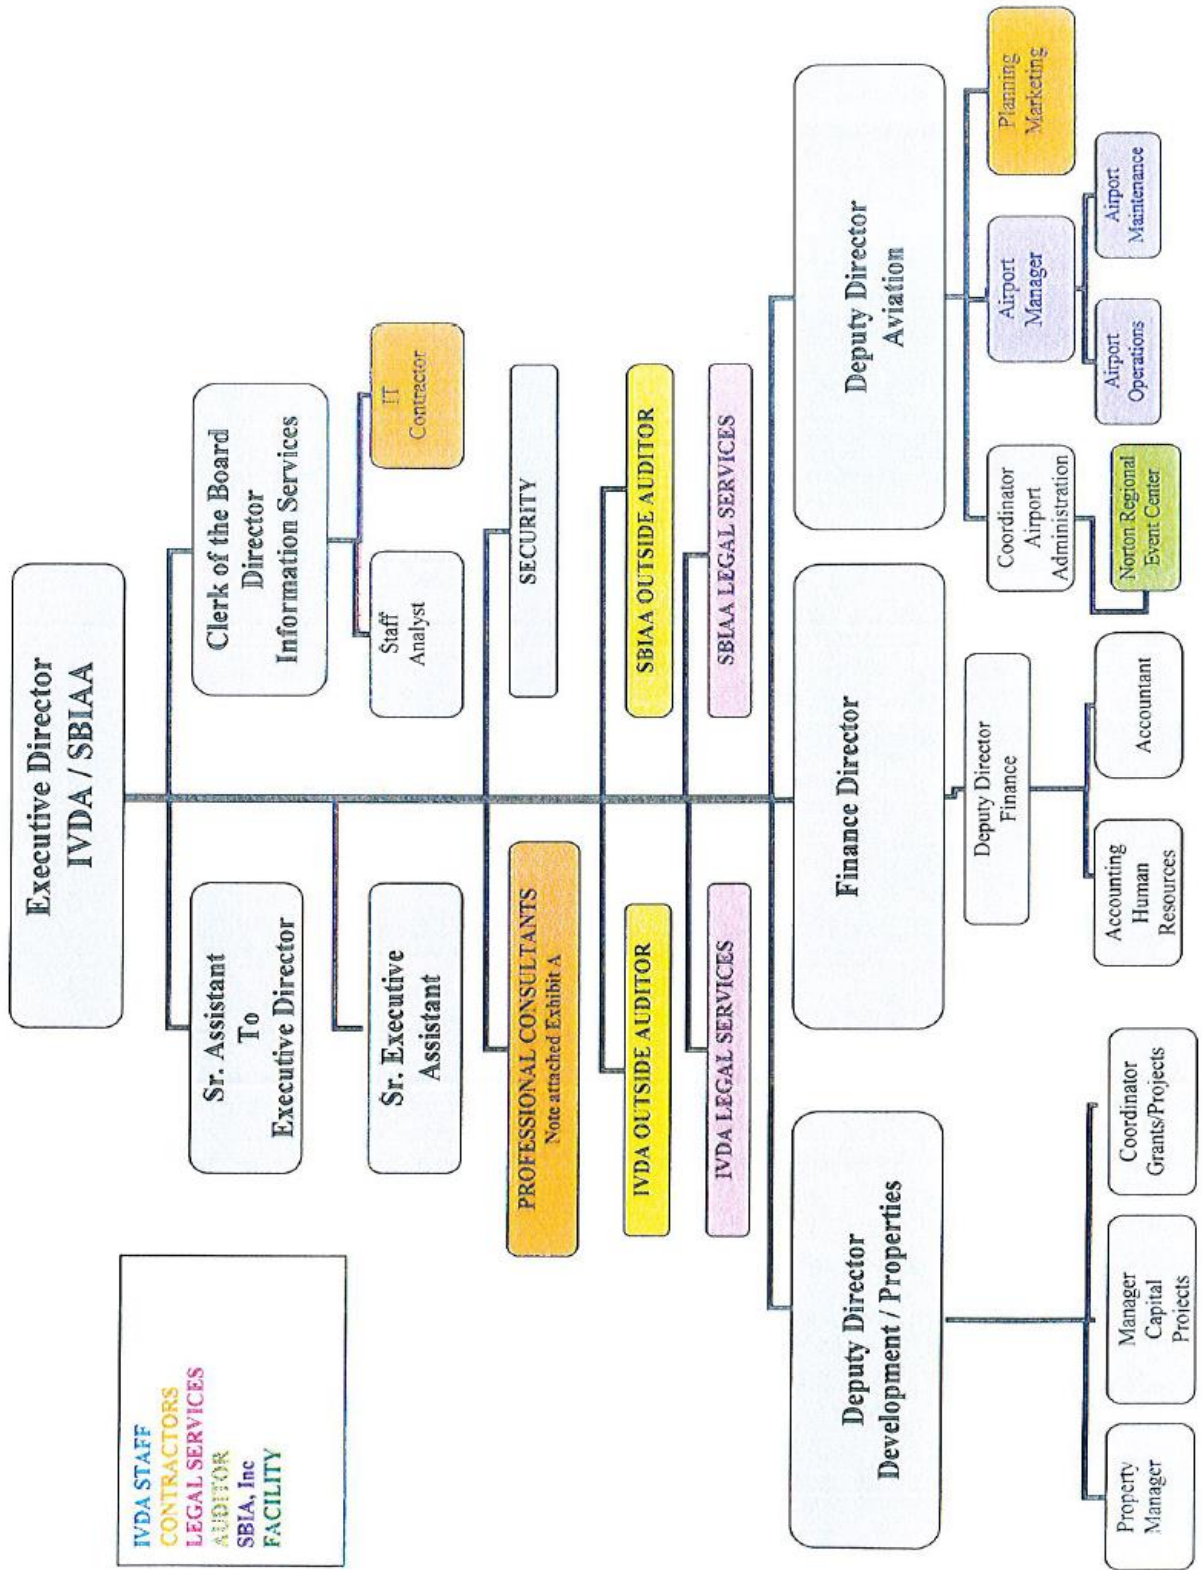 Executive Director
IVDA / SBIAA
Sr. Assistant
To
Executive Director
Clerk of the Board
Director
Information Services
Sr. Executive
Assistant
Staff
Analyst
IT
Contractor
PROFESSIONAL CONSULTANTS
Note attached Exhibit A
SECURITY
IVDA OUTSIDE AUDITOR
SBIAA OUTSIDE AUDITOR
IVDA LEGAL SERVICES
SBIAA LEGAL SERVICES
Deputy Director
Development / Properties
Finance Director
Deputy Director
Aviation
Property
Manager
Manager
Capital
Projects
Coordinator
Grants/Projects
Deputy Director
Finance
Accounting
Human
Resources
Accountant
Coordinator
Airport
Administration
Norton Regional
Event Center
Airport
Manager
Airport
Operations
Airport
Maintenance
Planning
Marketing
IVDA STAFF
CONTRACTORS
LEGAL SERVICES
AUDITOR
SBIA, Inc
FACILITY